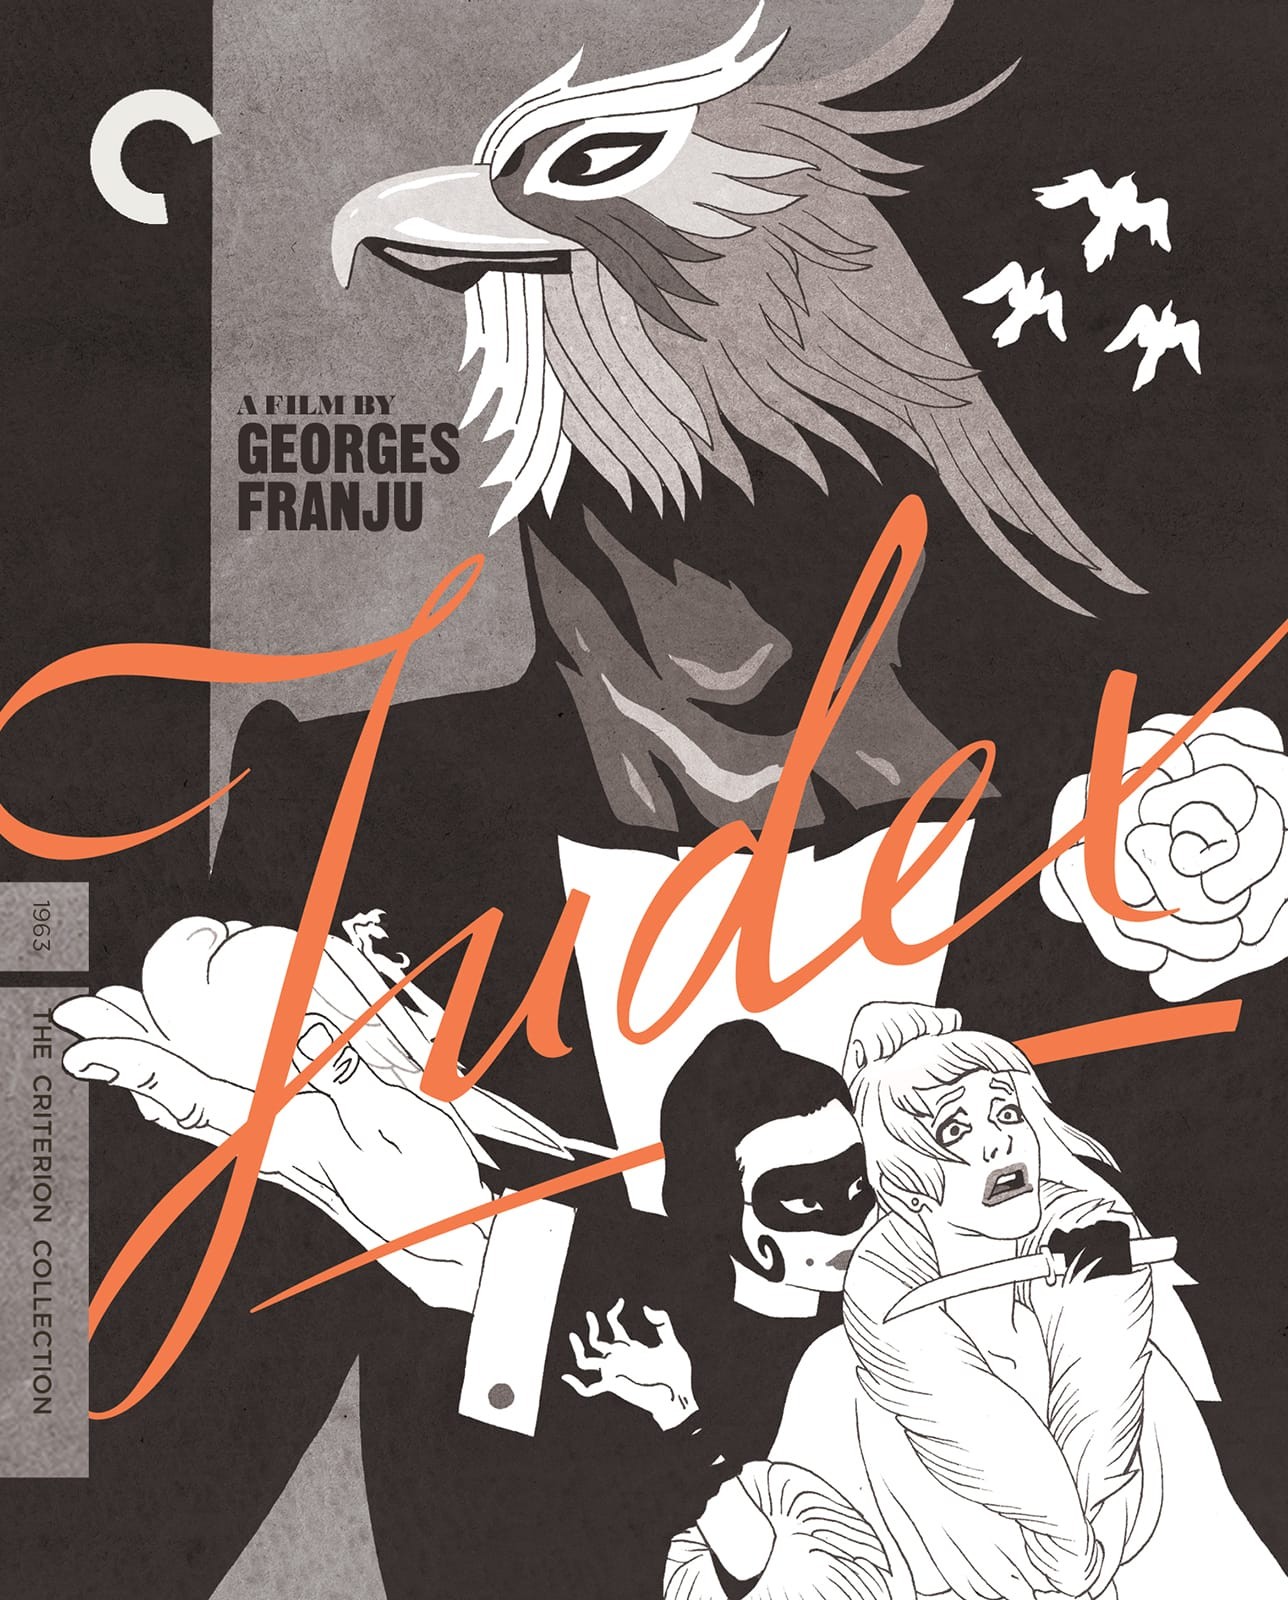 A FILM BY
GEORGES
FRANJU
Judex
1963
THE CRITERION COLLECTION